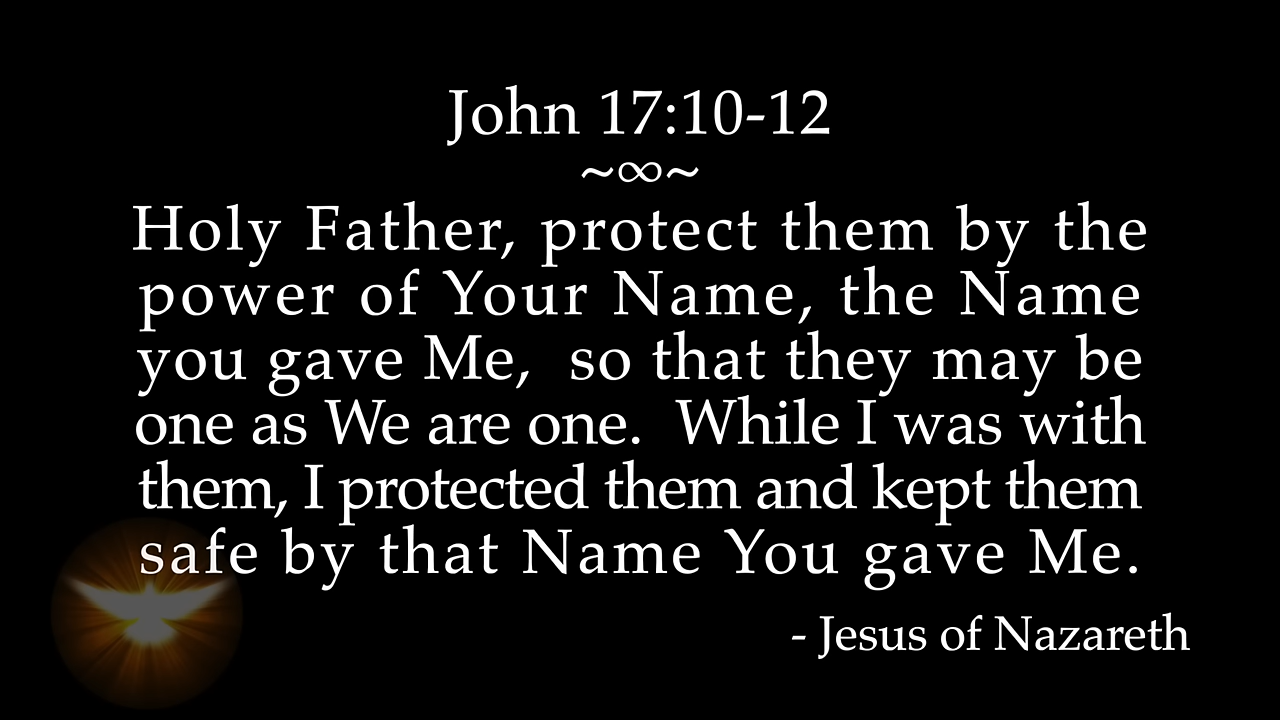 John 17:10-12
~∞~
Holy Father, protect them by the
power of Your Name, the Name
you gave Me,  so that they may be
one as We are one.  While I was with
them, I protected them and kept them
safe by that Name You gave Me.
- Jesus of Nazareth